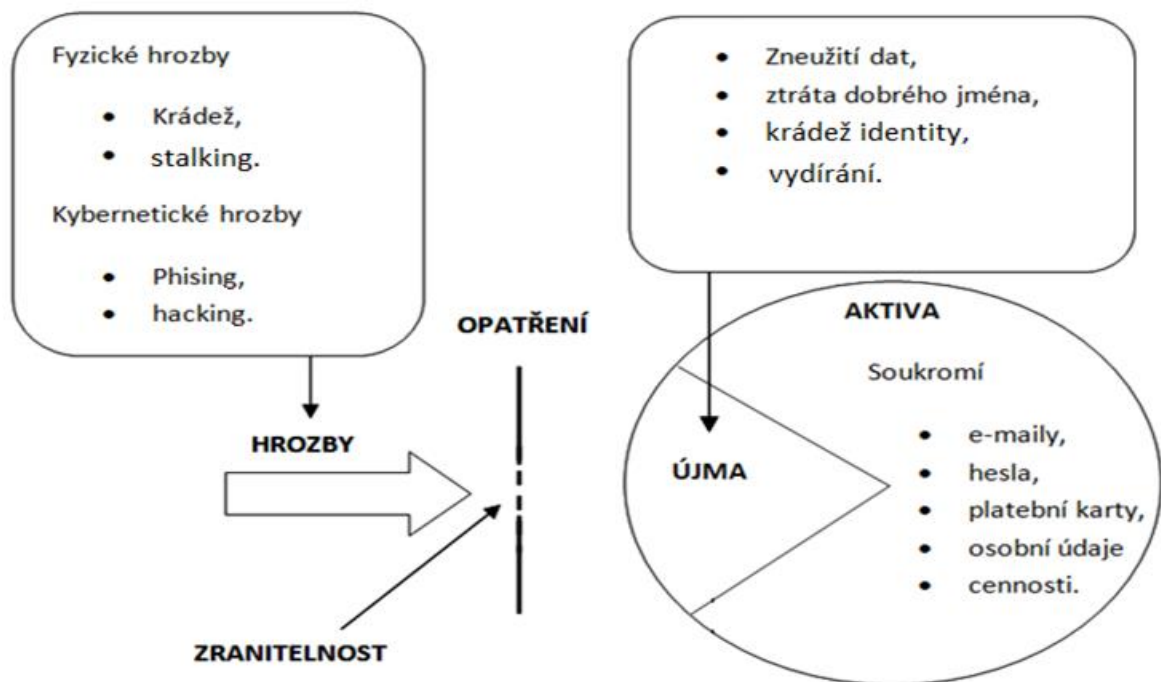 Fyzické hrozby
• Krádež,
• stalking.
Kybernetické hrozby
• Phising,
• hacking.
HROZBY
OPATŘENÍ
ZRANITELNOST
• Zneužití dat,
• ztráta dobrého jména,
• krádež identity,
• vydírání.
AKTIVA
Soukromí
ÚJMA
• e-maily,
• hesla,
• platební karty,
• osobní údaje
• cennosti.